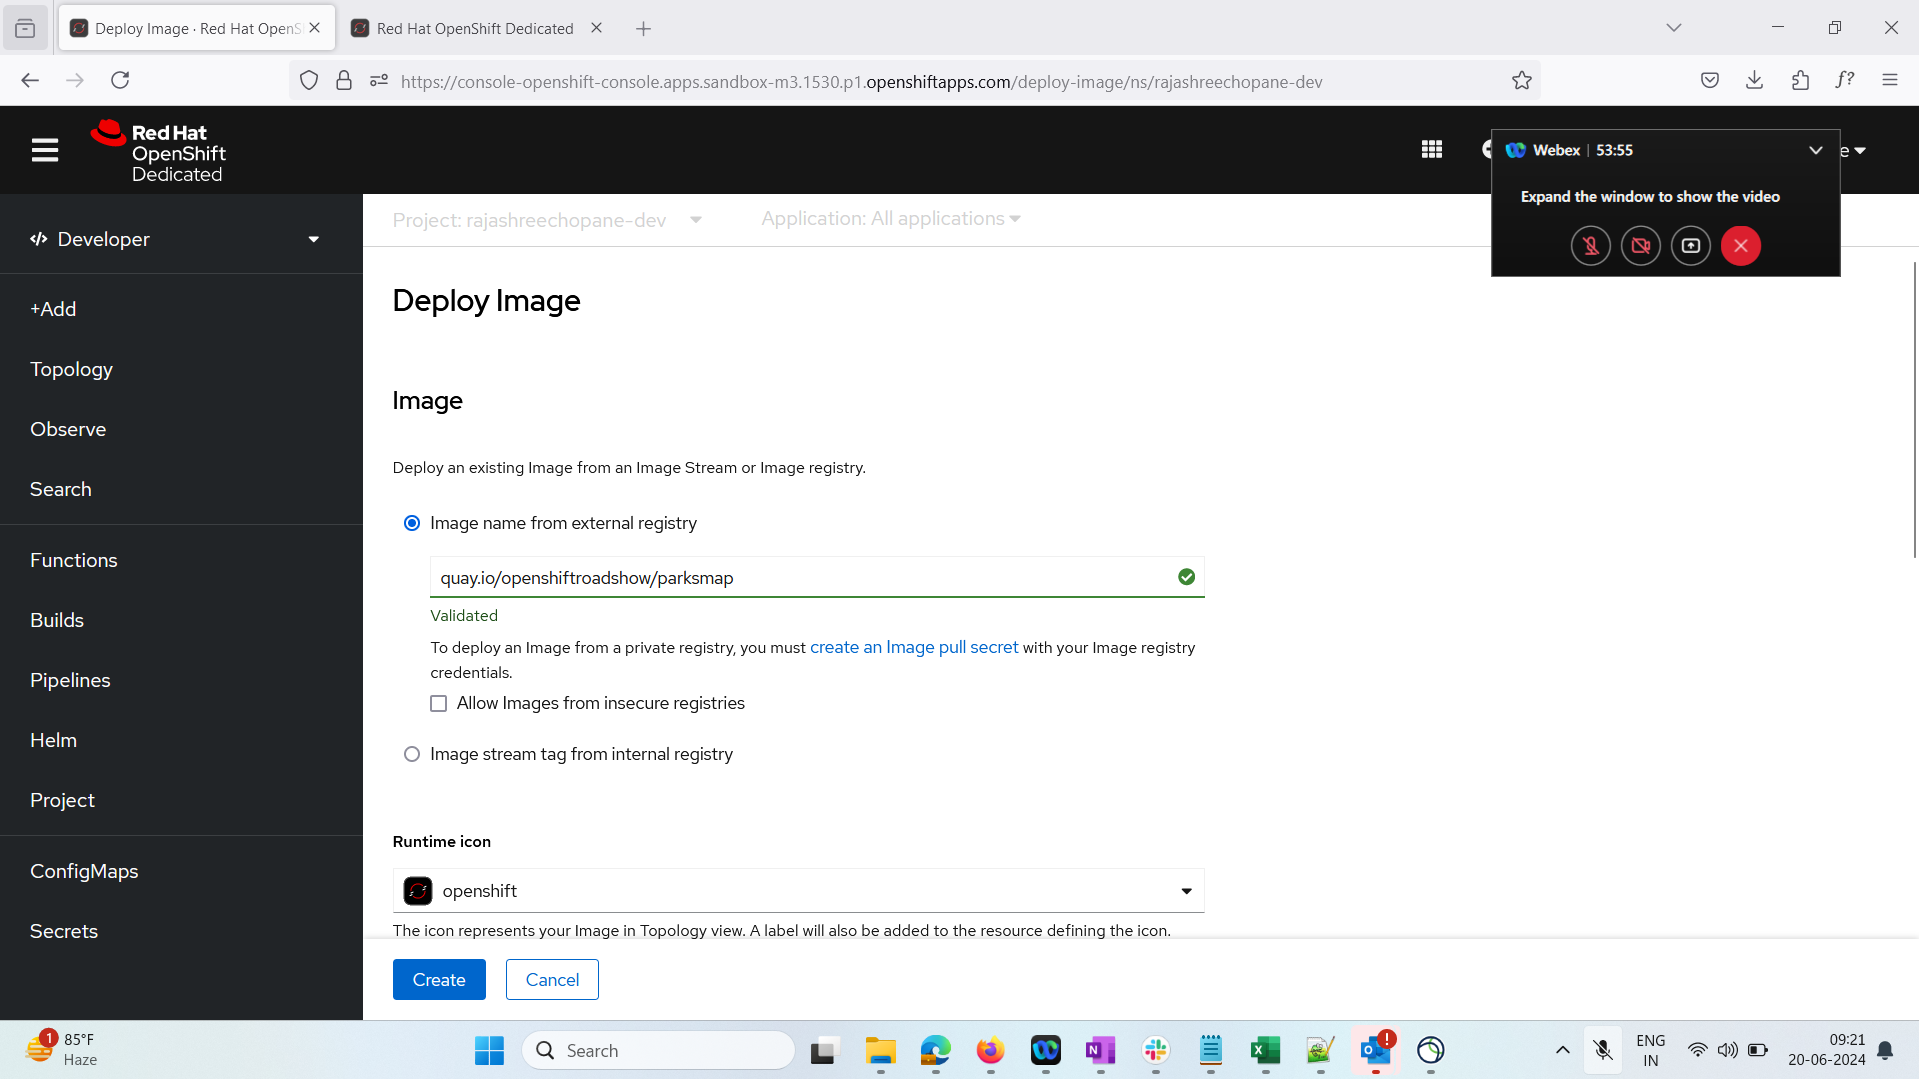 Deploy Image · Red Hat OpenS
Red Hat OpenShift Dedicated
https://console-openshift-console.apps.sandbox-m3.1530.p1.openshiftapps.com/deploy-image/ns/rajashreechopane-dev
Red Hat
OpenShift
Dedicated
Webex | 53:55
e
Expand the window to show the video
Developer
Project: rajashreechopane-dev
Application: All applications
+Add
Topology
Observe
Search
Functions
Builds
Pipelines
Helm
Project
ConfigMaps
Secrets
Deploy Image
Image
Deploy an existing Image from an Image Stream or Image registry.
Image name from external registry
quay.io/openshiftroadshow/parksmap
Validated
To deploy an Image from a private registry, you must create an Image pull secret with your Image registry
credentials.
Allow Images from insecure registries
Image stream tag from internal registry
Runtime icon
openshift
The icon represents your Image in Topology view. A label will also be added to the resource defining the icon.
Create
Cancel
1
85°F
Haze
Search
ENG
IN
09:21
20-06-2024